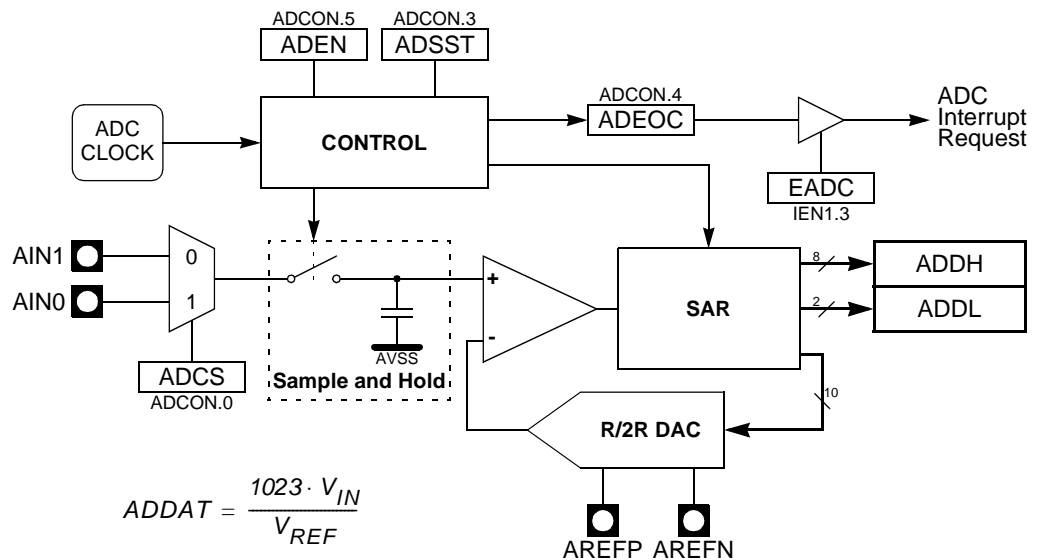 ADCON.5
ADCON.3
ADEN
ADSST
ADCON.4
ADC
CLOCK
CONTROL
ADEOC
ADC
Interrupt
Request
EADC
IEN1.3
AIN1
0
AIN0
1
ADCS
ADCON.0
AVSS
Sample and Hold
+
-
SAR
8
ADDH
2
ADDL
10
R/2R DAC
AREFP
AREFN
ADDAT = 1023 · VIN / VREF